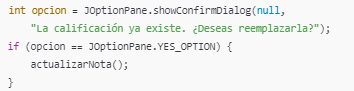 int opcion = JOptionPane.showConfirmDialog(null,
"La calificación ya existe. ¿Deseas reemplazarla?");
if (opcion == JOptionPane.YES_OPTION) {
actualizarNota();
}